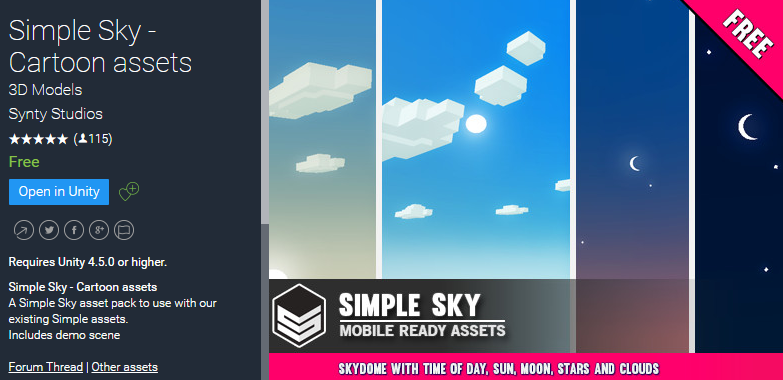 Simple Sky -
Cartoon assets
3D Models
Synty Studios
★★★★★ (115)
Free
Open in Unity
Requires Unity 4.5.0 or higher.
Simple Sky - Cartoon assets
A Simple Sky asset pack to use with our
existing Simple assets.
Includes demo scene
Forum Thread | Other assets
FREE
SIMPLE SKY
MOBILE READY ASSETS
SKYDOME WITH TIME OF DAY, SUN, MOON, STARS AND CLOUDS